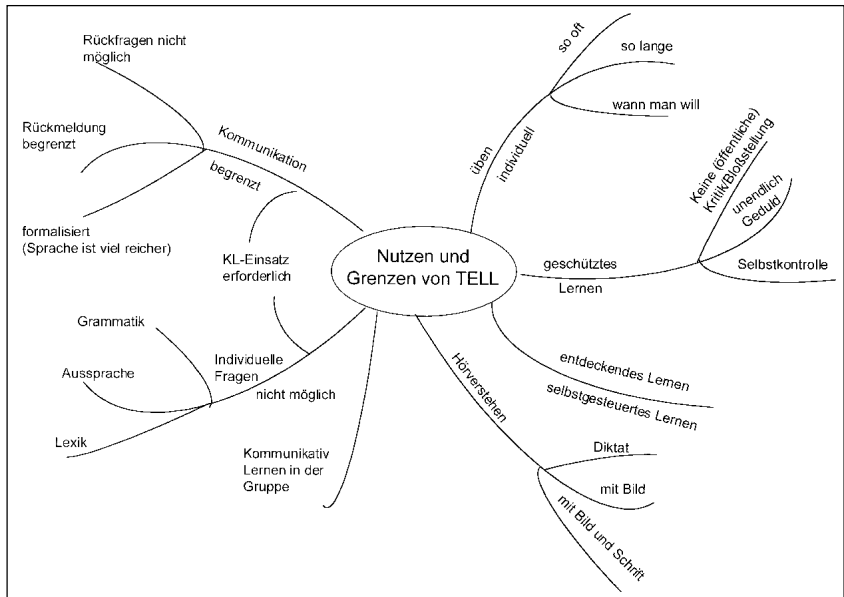 Nutzen und
Grenzen von TELL
Kommunikation
begrenzt
Rückfragen nicht
möglich
Rückmeldung
begrenzt
formalisiert
(Sprache ist viel reicher)
KL-Einsatz
erforderlich
Individuelle
Fragen
nicht möglich
Grammatik
Aussprache
Lexik
Kommunikativ
Lernen in der
Gruppe
üben
individuell
so oft
so lange
wann man will
geschütztes
Lernen
Keine (öffentliche)
Kritik/Bloßstellung
unendlich
Geduld
Selbstkontrolle
entdeckendes Lernen
selbstgesteuertes Lernen
Hörverstehen
Diktat
mit Bild
mit Bild und Schrift